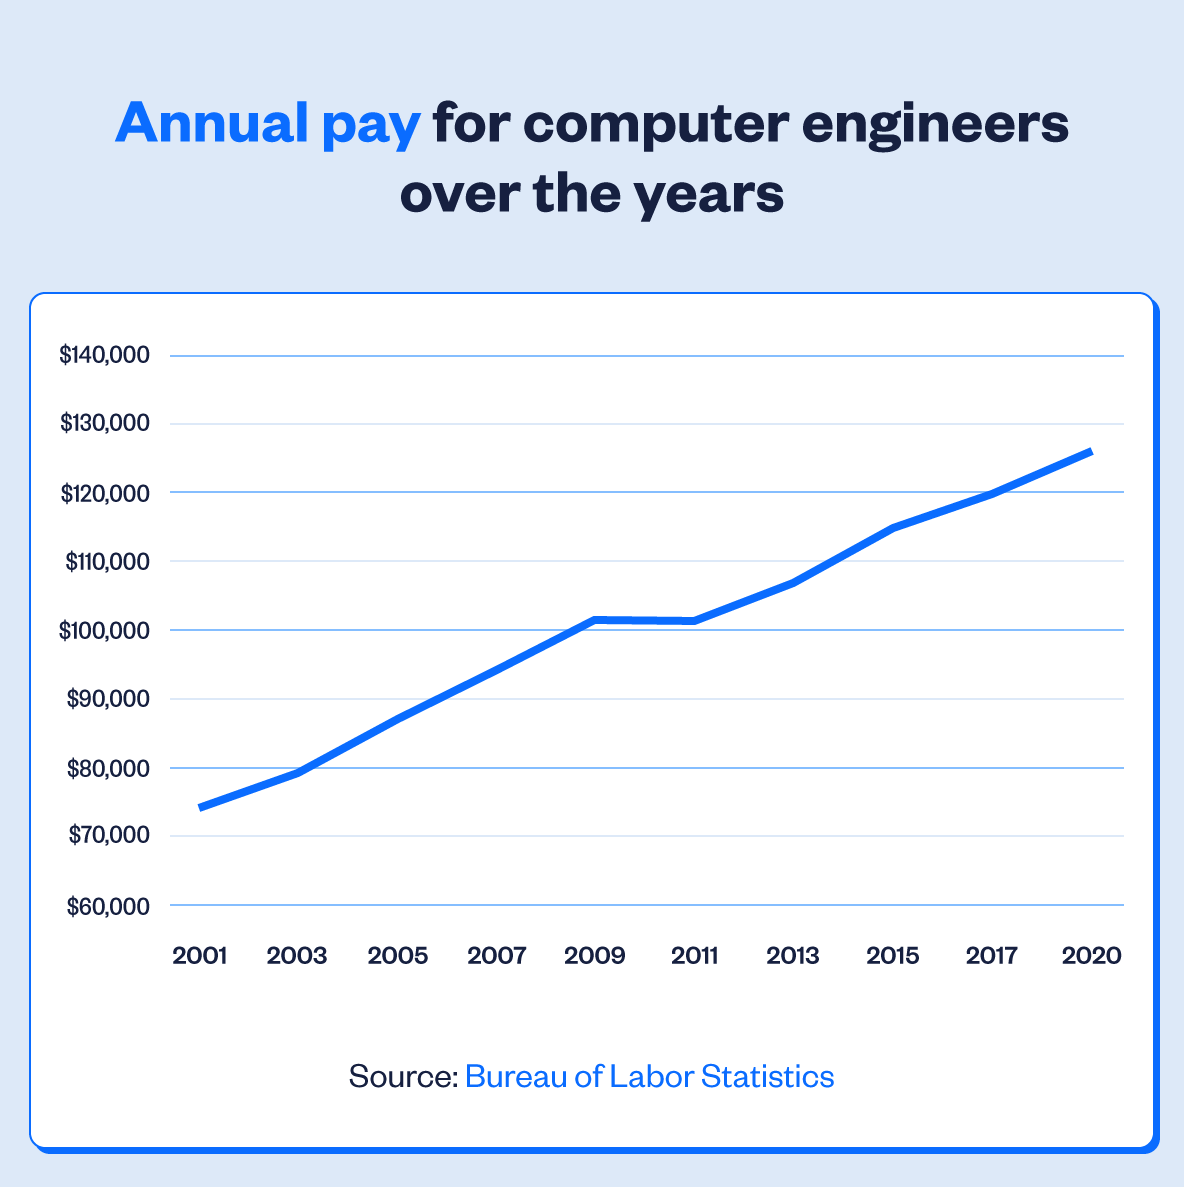 Annual pay for computer engineers
over the years
$140,000
$130,000
$120,000
$110,000
$100,000
$90,000
$80,000
$70,000
$60,000
2001 2003 2005 2007 2009 2011 2013 2015 2017 2020
Source: Bureau of Labor Statistics